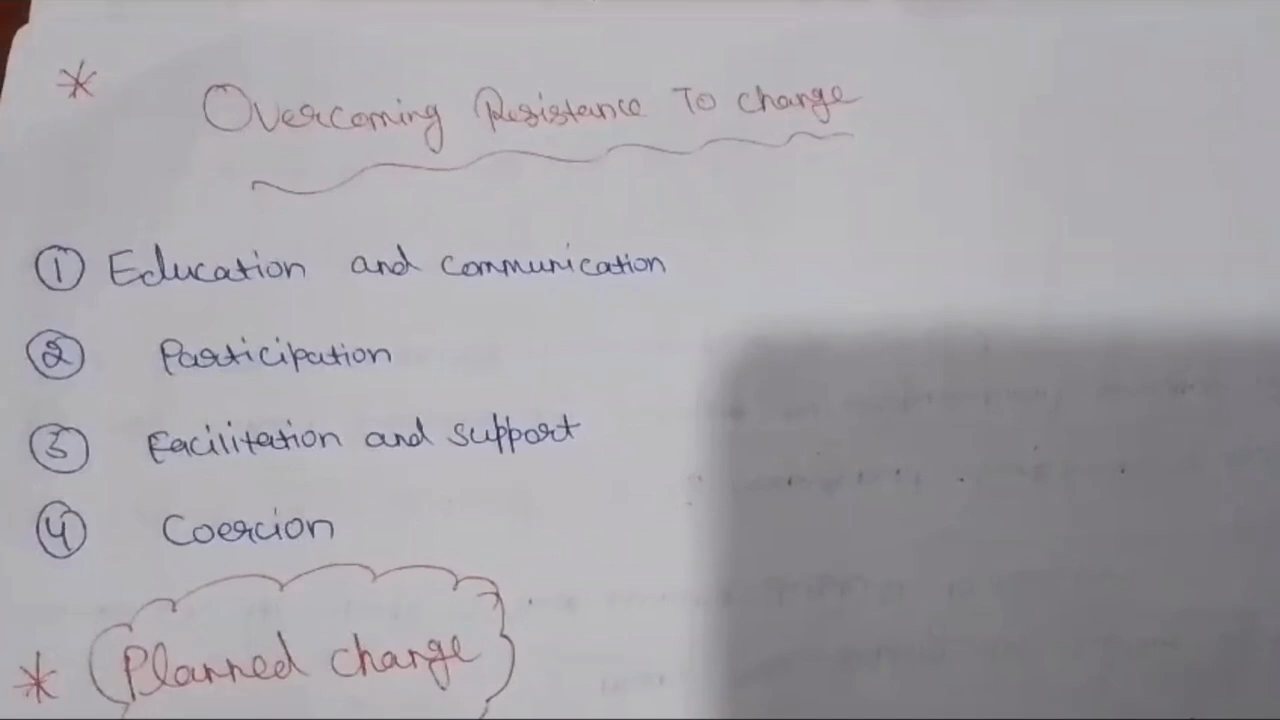 * Overcoming Resistance To change
① Education and communication
② Participation
③ Facilitation and support
④ Coercion
* Planned change